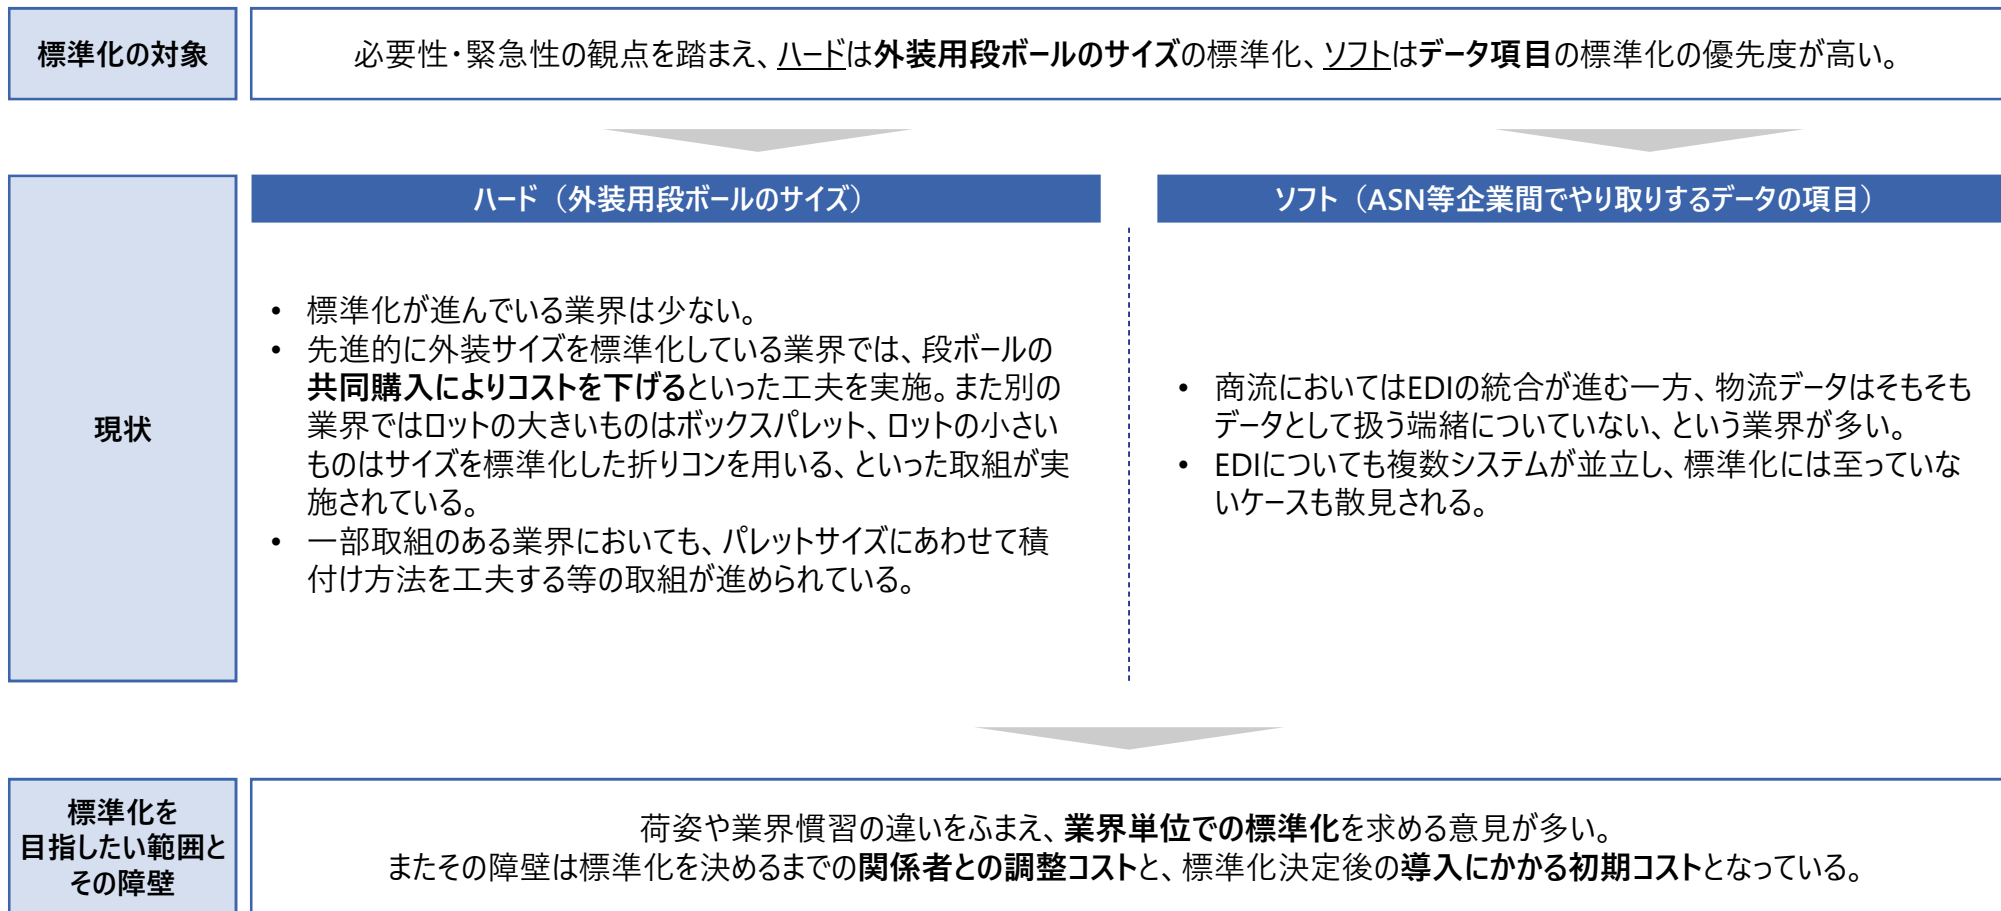 標準化の対象
必要性・緊急性の観点を踏まえ、ハードは外装用段ボールのサイズの標準化、ソフトはデータ項目の標準化の優先度が高い。
現状
ハード（外装用段ボールのサイズ）
• 標準化が進んでいる業界は少ない。
• 先進的に外装サイズを標準化している業界では、段ボールの
共同購入によりコストを下げるといった工夫を実施。また別の
業界ではロットの大きいものはボックスパレット、ロットの小さい
ものはサイズを標準化した折りコンを用いる、といった取組が実
施されている。
• 一部取組のある業界においても、パレットサイズにあわせて積
付け方法を工夫する等の取組が進められている。
ソフト（ASN等企業間でやり取りするデータの項目）
• 商流においてはEDIの統合が進む一方、物流データはそもそも
データとして扱う端緒についていない、という業界が多い。
• EDIについても複数システムが並立し、標準化には至っていな
いケースも散見される。
標準化を
目指したい範囲と
その障壁
荷姿や業界慣習の違いをふまえ、業界単位での標準化を求める意見が多い。
またその障壁は標準化を決めるまでの関係者との調整コストと、標準化決定後の導入にかかる初期コストとなっている。